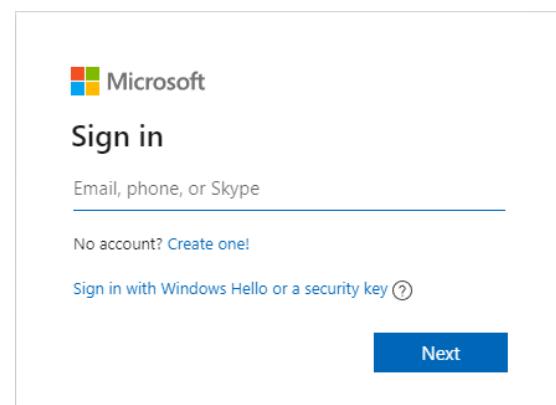 Microsoft
Sign in
Email, phone, or Skype
No account? Create one!
Sign in with Windows Hello or a security key ?
Next